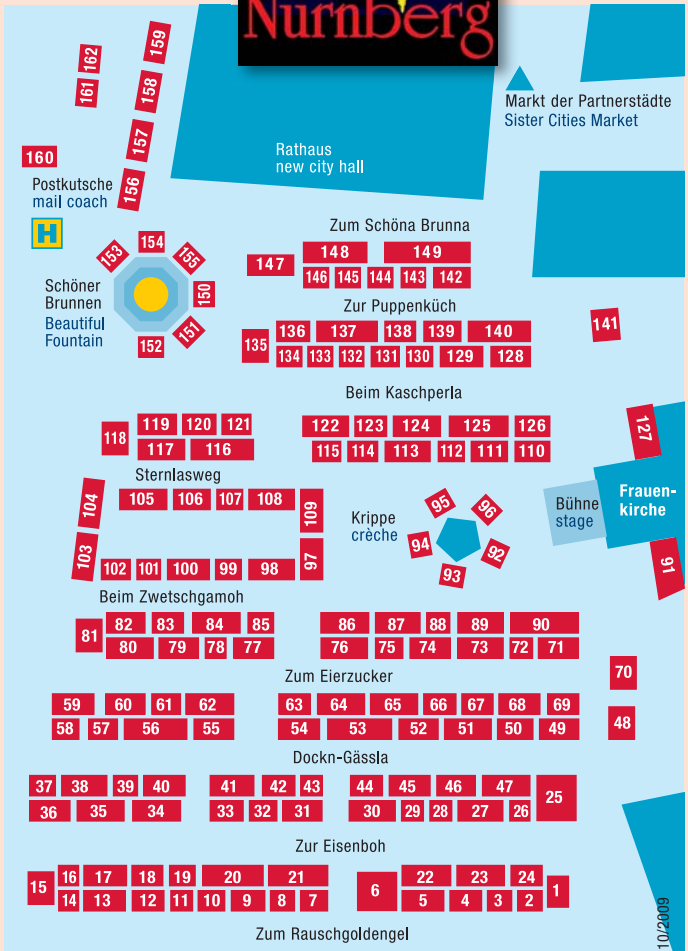 Nürnberg
159
162
158
161
157
160
156
Rathaus
new city hall
Markt der Partnerstädte
Sister Cities Market
Postkutsche
mail coach
H
Schöner
Brunnen
Beautiful
Fountain
153
154
155
150
151
152
Zum Schöna Brunna
147
148 149
146 145 144 143 142
Zur Puppenküch
135
136 137 138 139 140
134 133 132 131 130 129 128
141
Beim Kaschperla
118
119 120 121
117 116
122 123 124 125 126
115 114 113 112 111 110
127
Sternlasweg
104
105 106 107 108
109
103
102 101 100 99 98
97
Krippe
crèche
95
96
94
92
93
Bühne
stage
Frauen-
kirche
91
Beim Zwetschgamoh
81
82 83 84 85
80 79 78 77
86 87 88 89 90
76 75 74 73 72 71
Zum Eierzucker
70
59 60 61 62
58 57 56 55
63 64 65 66 67 68 69
54 53 52 51 50 49
48
Dockn-Gässla
37 38 39 40
36 35 34
41 42 43
33 32 31
44 45 46 47
30 29 28 27 26
25
Zur Eisenboh
15
16 17 18 19 20 21
14 13 12 11 10 9 8 7
6
22 23 24
5 4 3 2
1
Zum Rauschgoldengel
10/2009